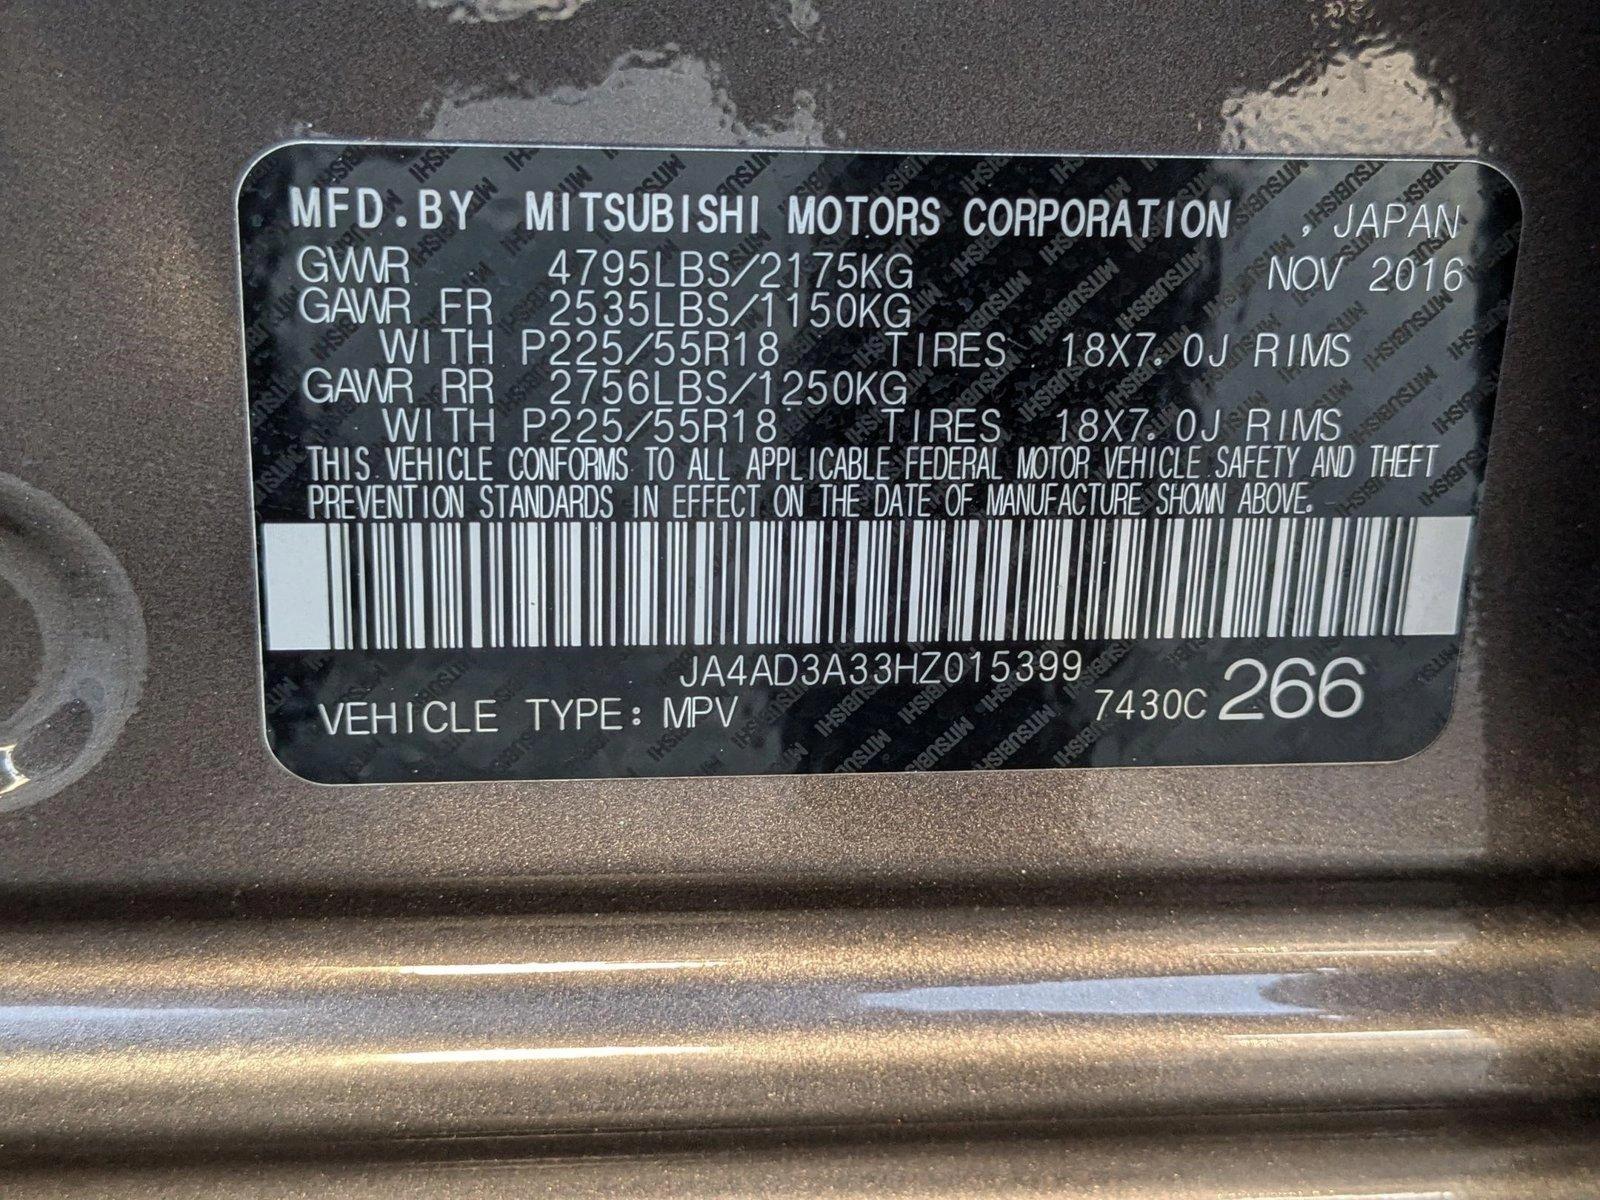 MFD.BY MITSUBISHI MOTORS CORPORATION , JAPAN
GVWR 4795LBS/2175KG NOV 2016
GAWR FR 2535LBS/1150KG
WITH P225/55R18 TIRES 18X7.0J RIMS
GAWR RR 2756LBS/1250KG
WITH P225/55R18 TIRES 18X7.0J RIMS
THIS VEHICLE CONFORMS TO ALL APPLICABLE FEDERAL MOTOR VEHICLE SAFETY AND THEFT
PREVENTION STANDARDS IN EFFECT ON THE DATE OF MANUFACTURE SHOWN ABOVE.
JA4AD3A33HZ015399
VEHICLE TYPE: MPV 7430C 266